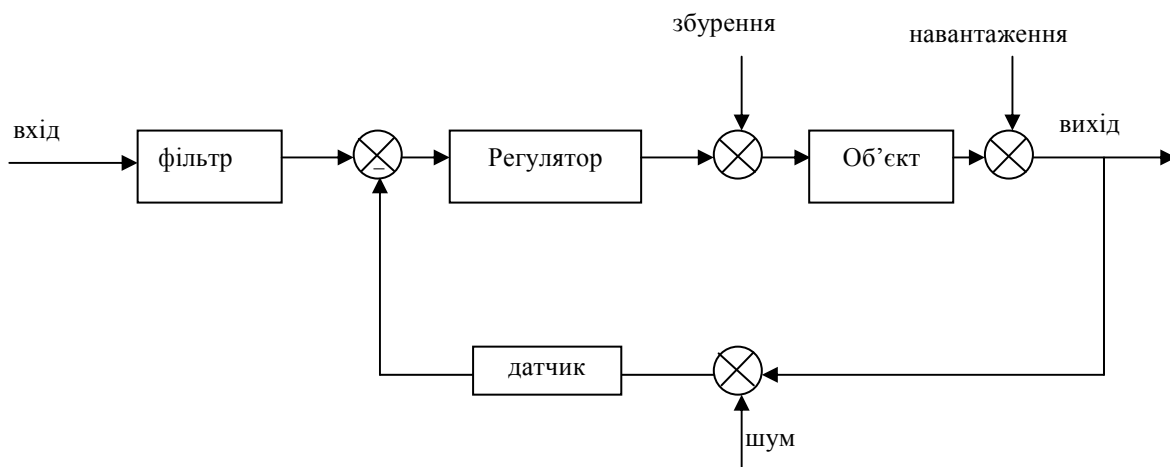 збурення
навантаження
вхід
фільтр
Регулятор
Об’єкт
вихід
–
датчик
шум